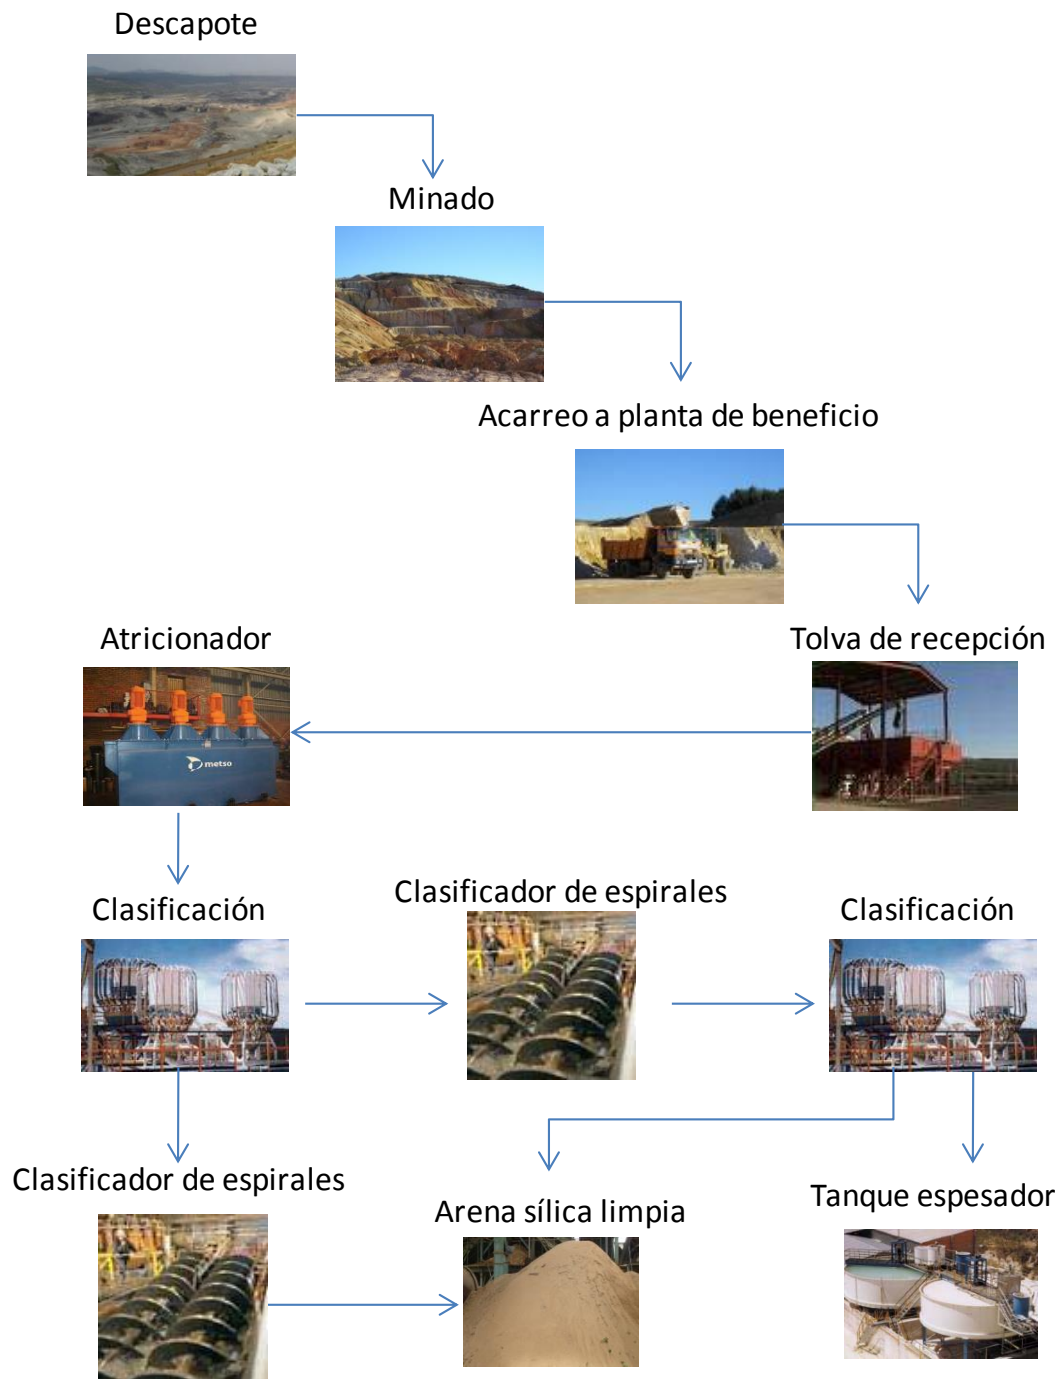 Descapote
Minado
Acarreo a planta de beneficio
Tolva de recepción
Atricionador
metso
Clasificación
Clasificador de espirales
Clasificación
Clasificador de espirales
Arena sílica limpia
Tanque espesador